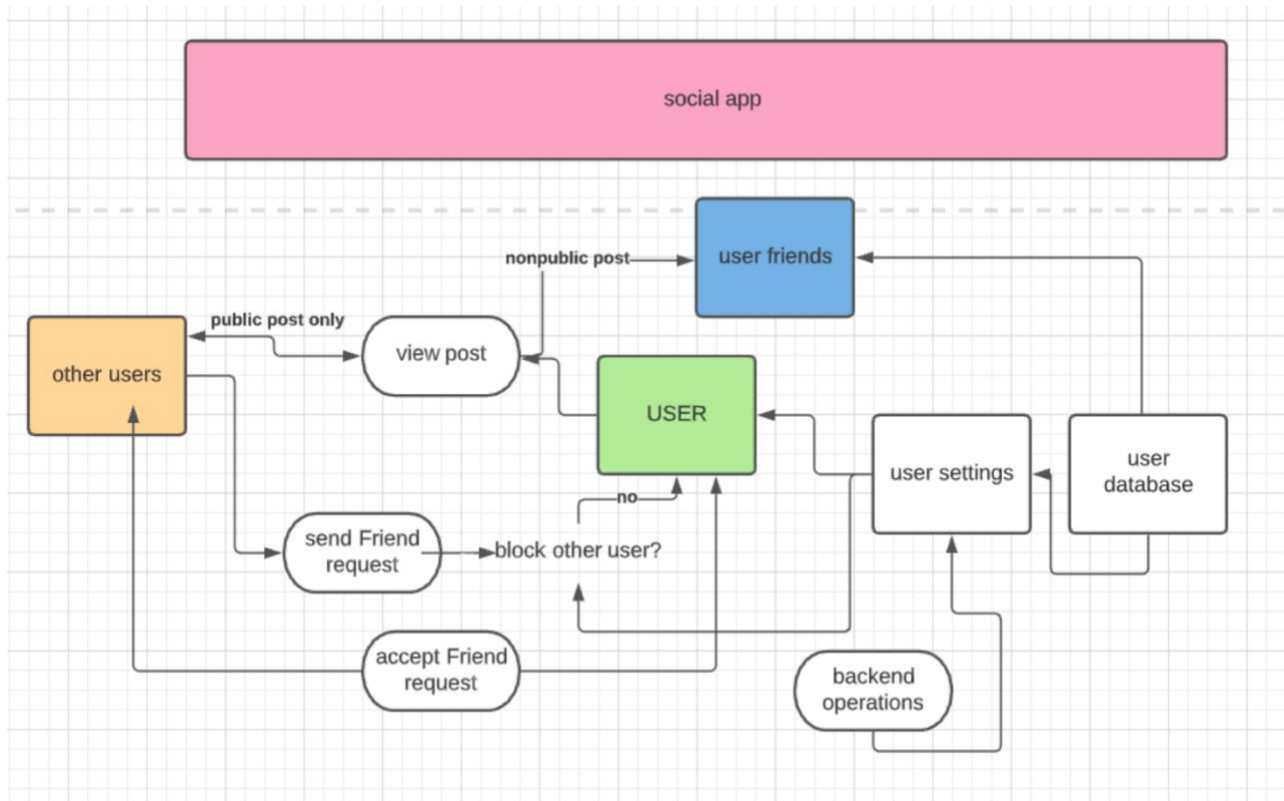 social app
user friends
nonpublic post
public post only
view post
other users
USER
user settings
user
database
no
send Friend
request
block other user?
accept Friend
request
backend
operations